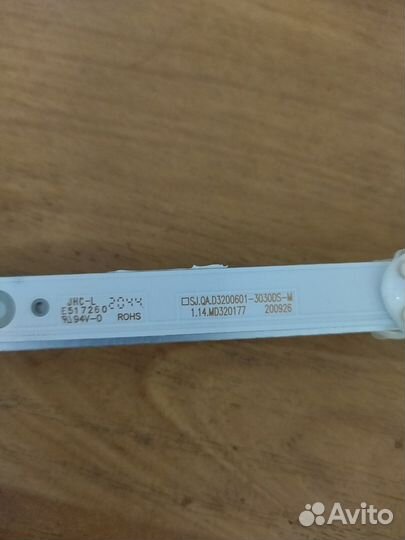 JHC-L 2044
E517260
94V-0 ROHS
□SJ.QA.D3200601-3030DS-M
1.14.MD320177 200926
Avito